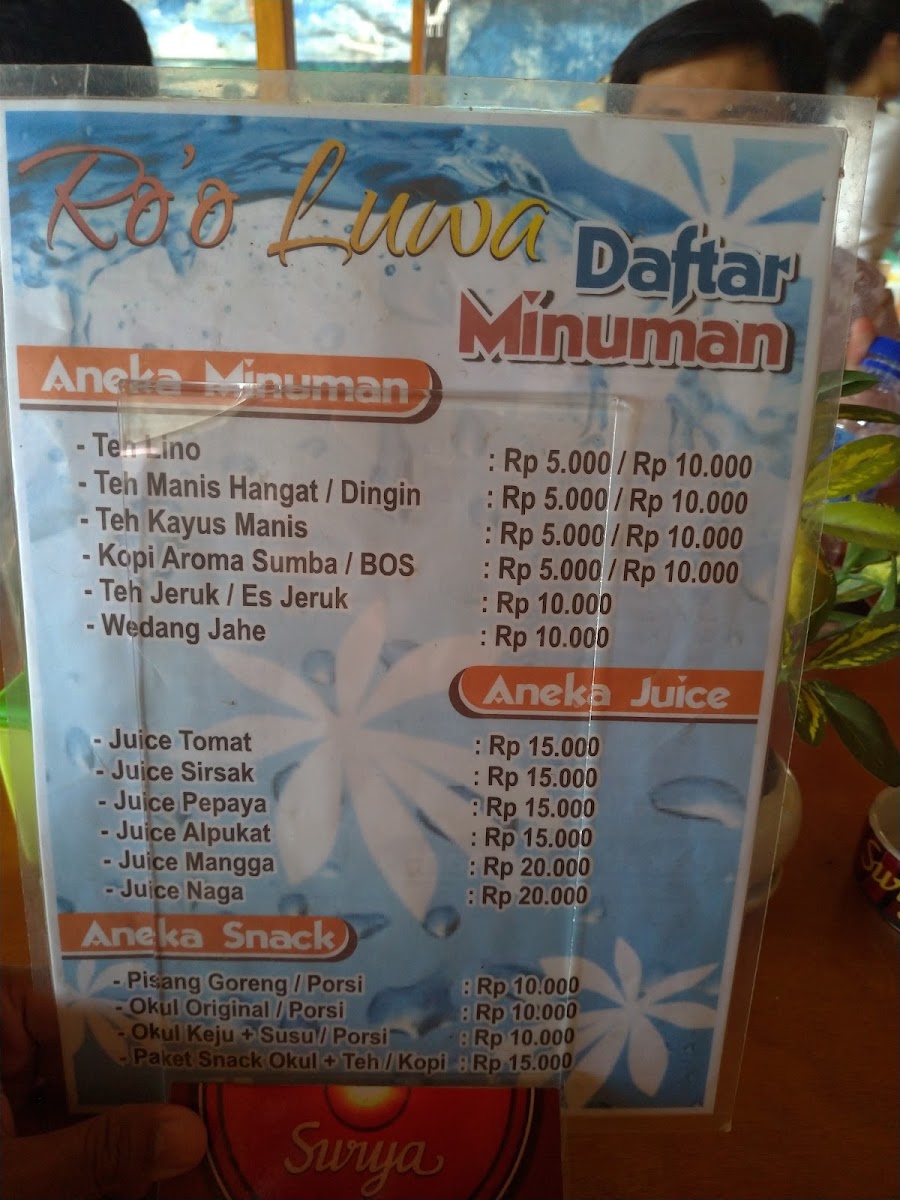 Ro'o Luwa
Daftar
Minuman
Aneka Minuman
- Teh Lino : Rp 5.000 / Rp 10.000
- Teh Manis Hangat / Dingin : Rp 5.000 / Rp 10.000
- Teh Kayus Manis : Rp 5.000 / Rp 10.000
- Kopi Aroma Sumba / BOS : Rp 5.000 / Rp 10.000
- Teh Jeruk / Es Jeruk : Rp 10.000
- Wedang Jahe : Rp 10.000
Aneka Juice
- Juice Tomat : Rp 15.000
- Juice Sirsak : Rp 15.000
- Juice Pepaya : Rp 15.000
- Juice Alpukat : Rp 15.000
- Juice Mangga : Rp 20.000
- Juice Naga : Rp 20.000
Aneka Snack
- Pisang Goreng / Porsi : Rp 10.000
- Okul Original / Porsi : Rp 10.000
- Okul Keju + Susu / Porsi : Rp 10.000
- Paket Snack Okul + Teh / Kopi : Rp 15.000
Surya